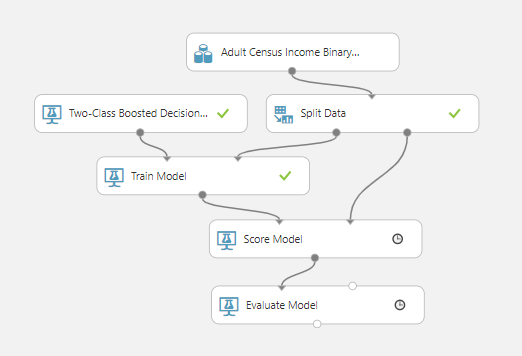 Adult Census Income Binary...
Two-Class Boosted Decision...
Split Data
Train Model
Score Model
Evaluate Model